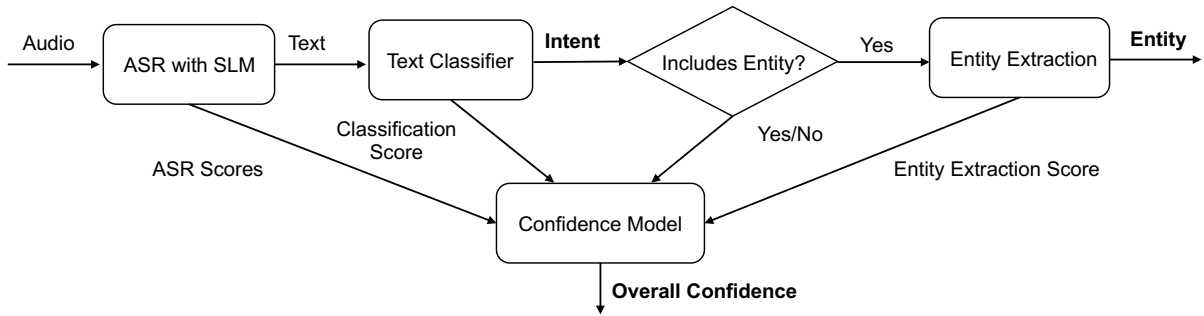 Audio
ASR with SLM
Text
Text Classifier
Intent
Includes Entity?
Yes
Entity Extraction
Entity
ASR Scores
Classification
Score
Yes/No
Entity Extraction Score
Confidence Model
Overall Confidence